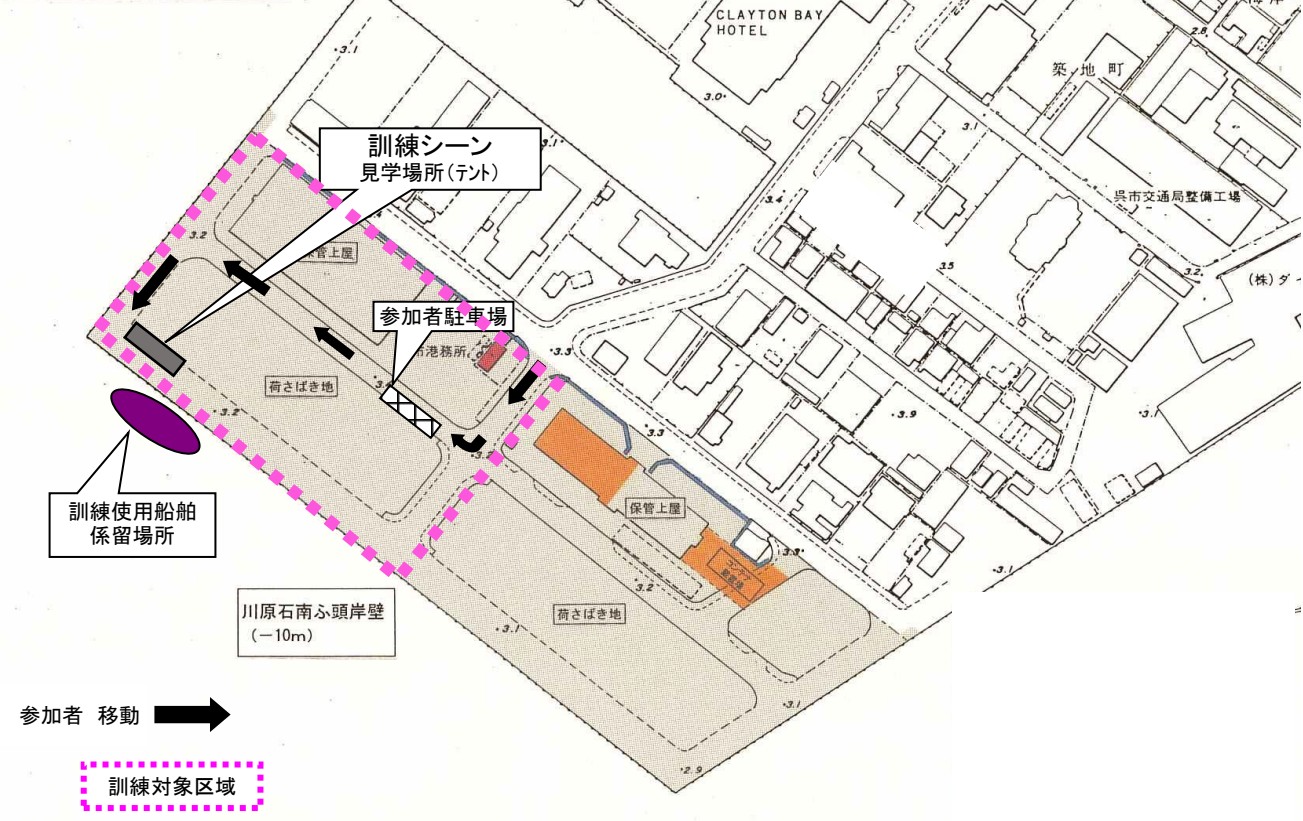 CLAYTON BAY
HOTEL
築地町
呉市交通局整備工場
(株)ダ
訓練シーン
見学場所(テント)
管上屋
参加者駐車場
市港務所
荷さばき地
訓練使用船舶
係留場所
保管上屋
荷さばき地
川原石南ふ頭岸壁
(-10m)
参加者 移動
訓練対象区域
3.1
3.0
2.8
3.1
3.1
3.4
3.5
3.2
3.2
3.3
3.2
3.9
3.1
3.3
3.3
3.2
3.1
3.1
3.1
2.9